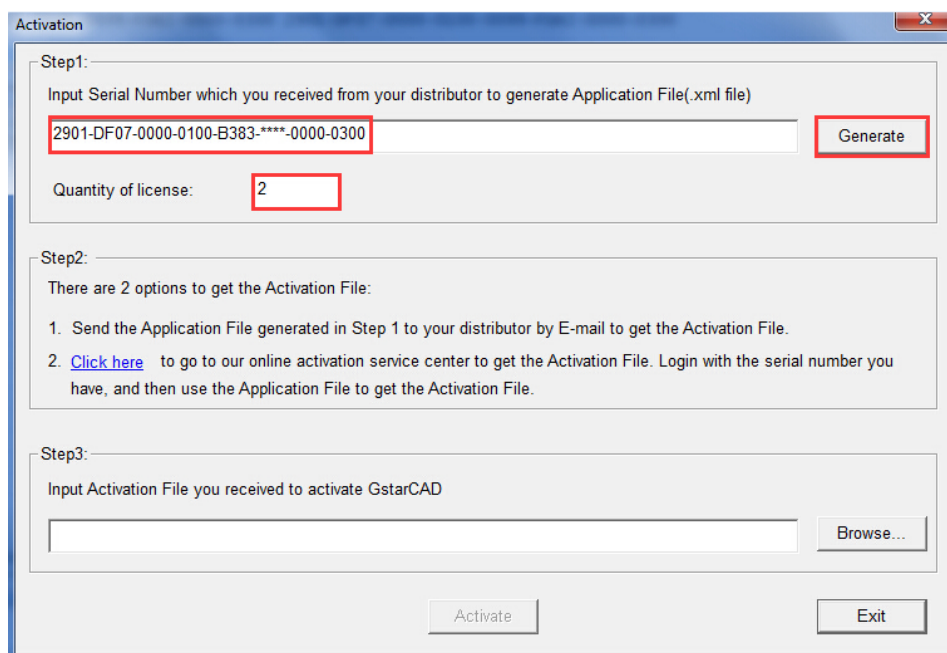 Activation
Step1:
Input Serial Number which you received from your distributor to generate Application File(.xml file)
2901-DF07-0000-0100-B383-****-0000-0300
Generate
Quantity of license:
2
Step2:
There are 2 options to get the Activation File:
1. Send the Application File generated in Step 1 to your distributor by E-mail to get the Activation File.
2. Click here to go to our online activation service center to get the Activation File. Login with the serial number you
have, and then use the Application File to get the Activation File.
Step3:
Input Activation File you received to activate GstarCAD
Browse...
Activate
Exit